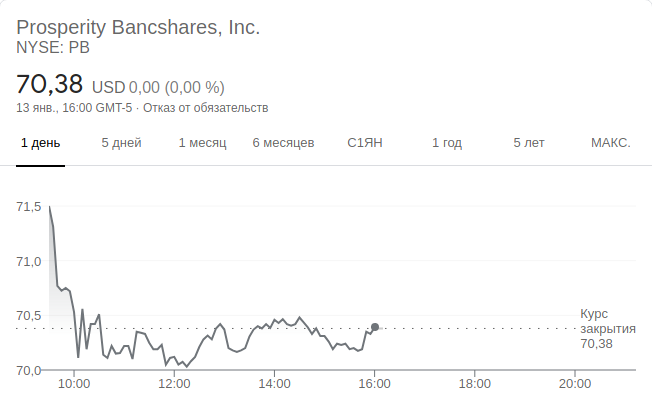 Prosperity Bancshares, Inc.
NYSE: PB
70,38 USD 0,00 (0,00 %)
13 янв., 16:00 GMT-5 · Отказ от обязательств
1 день 5 дней 1 месяц 6 месяцев С1ЯН 1 год 5 лет МАКС.
71,5
71,0
70,5
70,0
Курс
закрытия
70,38
10:00 12:00 14:00 16:00 18:00 20:00